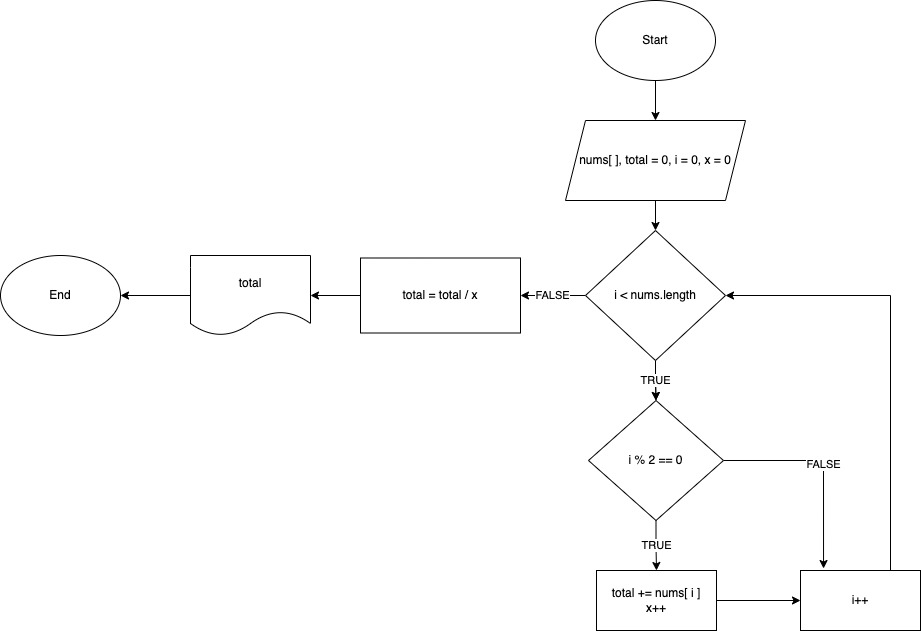 Start
nums[ ], total = 0, i = 0, x = 0
i < nums.length
FALSE
total = total / x
total
End
TRUE
i % 2 == 0
FALSE
TRUE
total += nums[ i ]
x++
i++